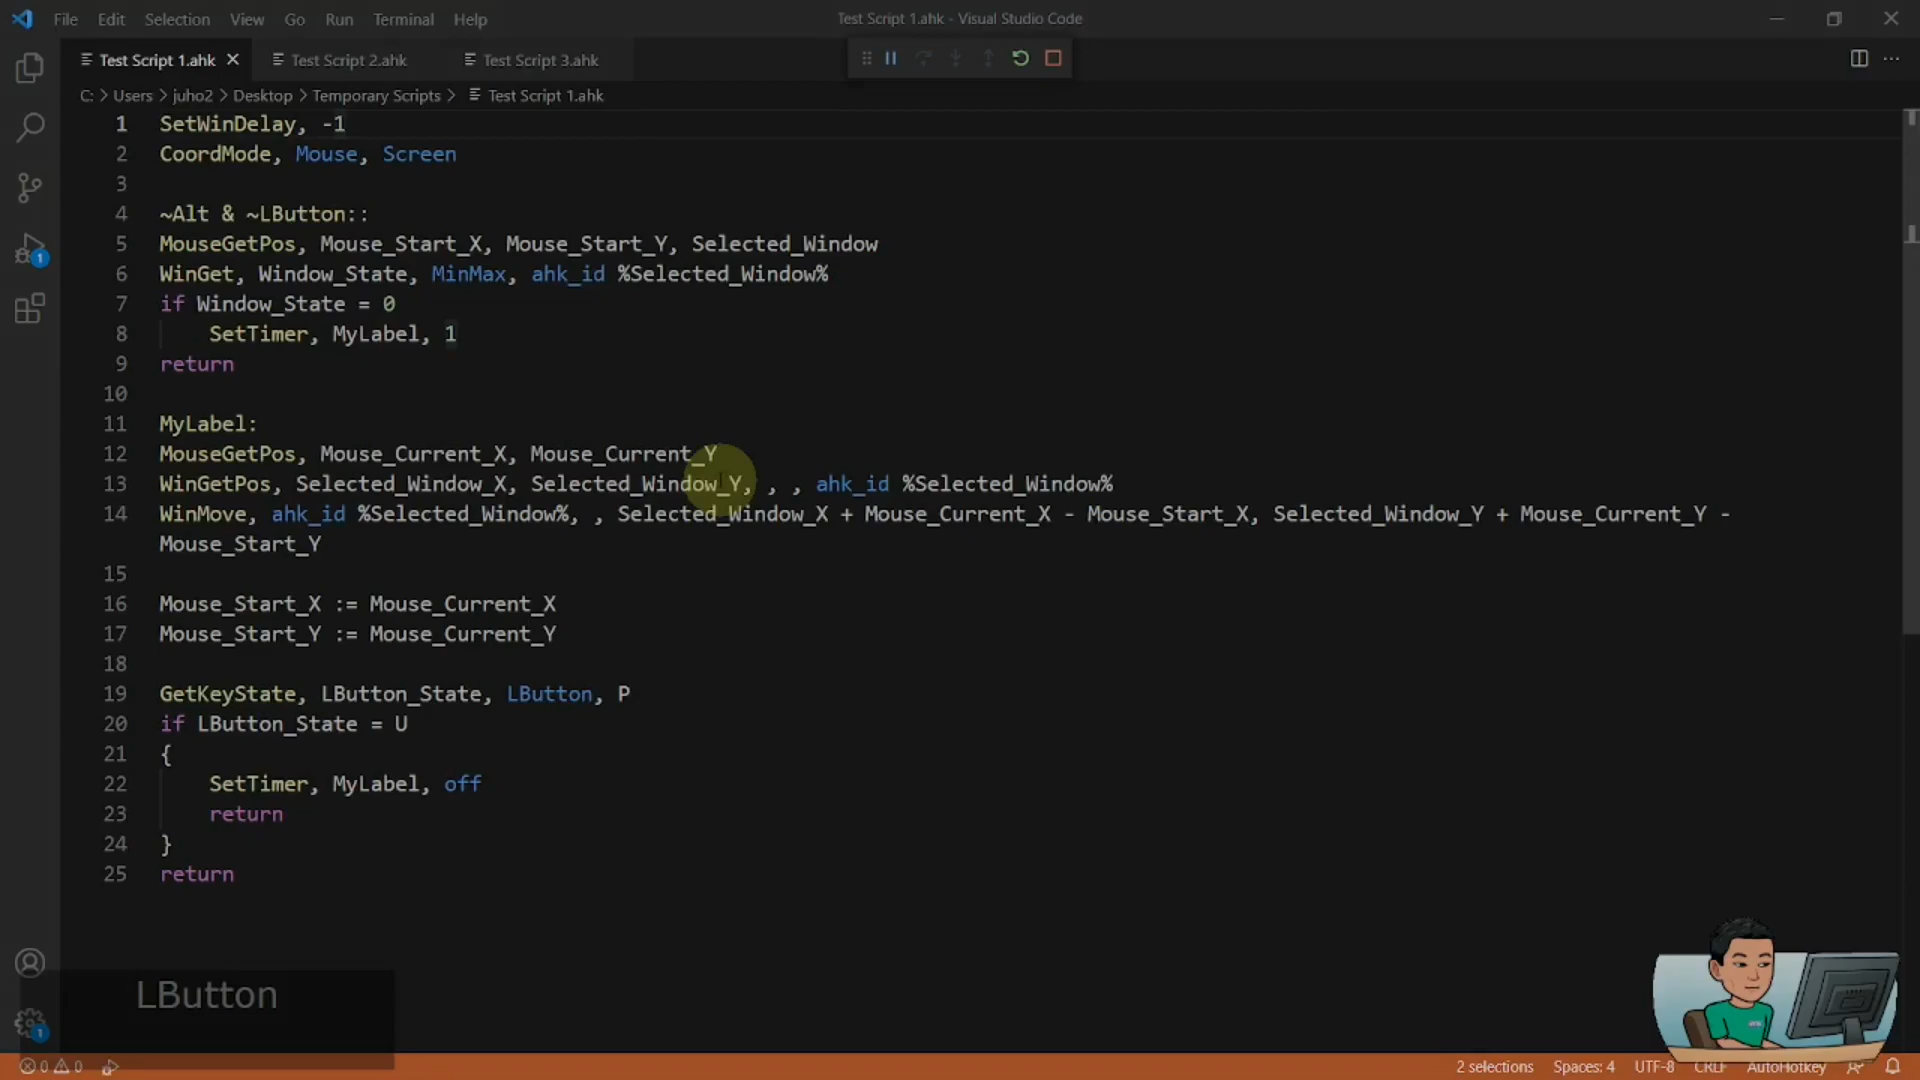 File Edit Selection View Go Run Terminal Help
Test Script 1.ahk - Visual Studio Code
Test Script 1.ahk Test Script 2.ahk Test Script 3.ahk
C: > Users > juho2 > Desktop > Temporary Scripts > Test Script 1.ahk
1 SetWinDelay, -1
2 CoordMode, Mouse, Screen
3
4 ~Alt & ~LButton::
5 MouseGetPos, Mouse_Start_X, Mouse_Start_Y, Selected_Window
6 WinGet, Window_State, MinMax, ahk_id %Selected_Window%
7 if Window_State = 0
8 SetTimer, MyLabel, 1
9 return
10
11 MyLabel:
12 MouseGetPos, Mouse_Current_X, Mouse_Current_Y
13 WinGetPos, Selected_Window_X, Selected_Window_Y, , , ahk_id %Selected_Window%
14 WinMove, ahk_id %Selected_Window%, , Selected_Window_X + Mouse_Current_X - Mouse_Start_X, Selected_Window_Y + Mouse_Current_Y -
Mouse_Start_Y
15
16 Mouse_Start_X := Mouse_Current_X
17 Mouse_Start_Y := Mouse_Current_Y
18
19 GetKeyState, LButton_State, LButton, P
20 if LButton_State = U
21 {
22 SetTimer, MyLabel, off
23 return
24 }
25 return
1
LButton
1
0 0
2 selections Spaces: 4 UTF-8 CRLF AutoHotkey